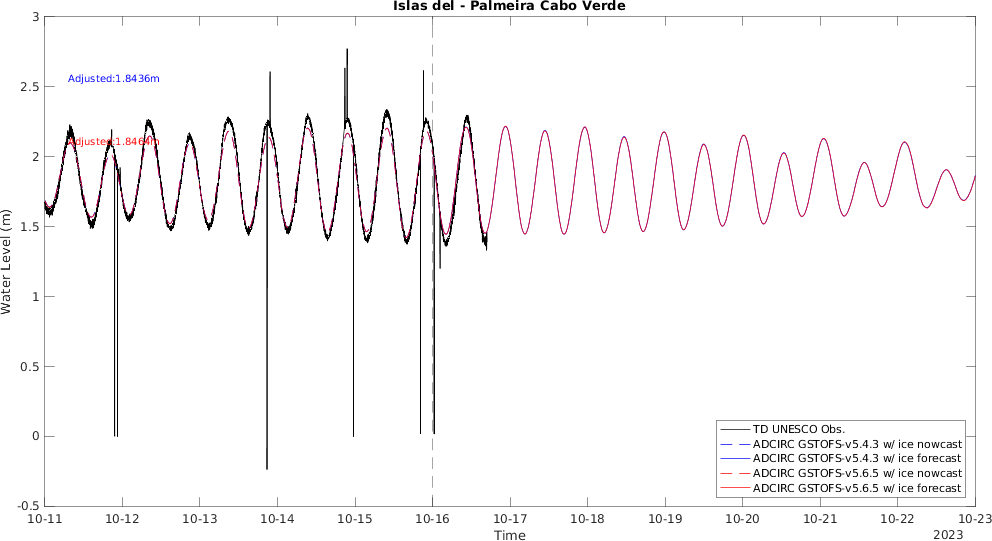 Islas del - Palmeira Cabo Verde
3
2.5
2
1.5
1
0.5
0
-0.5
Water Level (m)
Adjusted:1.8436m
Adjusted:1.8464m
TD UNESCO Obs.
ADCIRC GSTOFS-v5.4.3 w/ ice nowcast
ADCIRC GSTOFS-v5.4.3 w/ ice forecast
ADCIRC GSTOFS-v5.6.5 w/ ice nowcast
ADCIRC GSTOFS-v5.6.5 w/ ice forecast
10-11 10-12 10-13 10-14 10-15 10-16 10-17 10-18 10-19 10-20 10-21 10-22 10-23
Time
2023